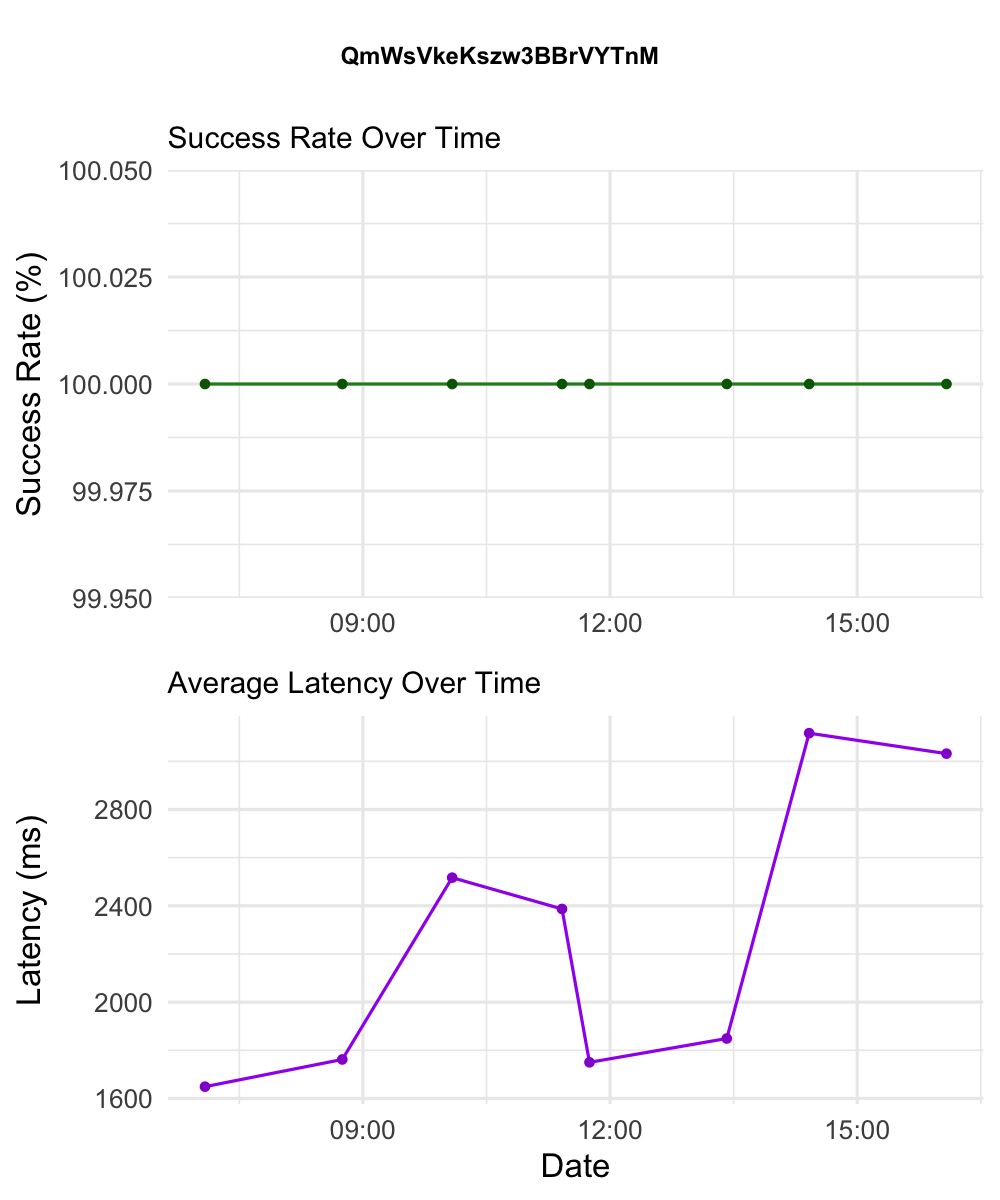 QmWsVkeKszw3BBrVYTnM
Success Rate Over Time
Success Rate (%)
100.050
100.025
100.000
99.975
99.950
09:00 12:00 15:00
Average Latency Over Time
Latency (ms)
2800
2400
2000
1600
09:00 12:00 15:00
Date